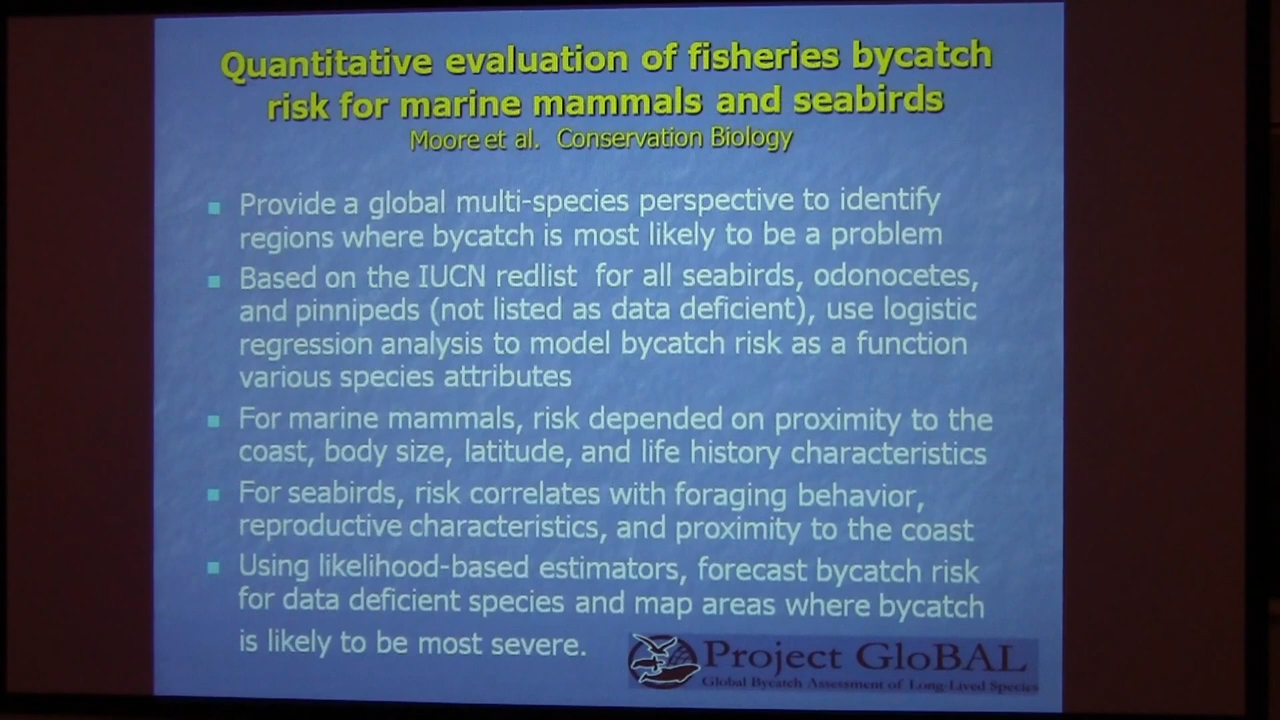 Quantitative evaluation of fisheries bycatch
risk for marine mammals and seabirds
Moore et al. Conservation Biology
Provide a global multi-species perspective to identify
regions where bycatch is most likely to be a problem
Based on the IUCN redlist for all seabirds, odonocetes,
and pinnipeds (not listed as data deficient), use logistic
regression analysis to model bycatch risk as a function
various species attributes
For marine mammals, risk depended on proximity to the
coast, body size, latitude, and life history characteristics
For seabirds, risk correlates with foraging behavior,
reproductive characteristics, and proximity to the coast
Using likelihood-based estimators, forecast bycatch risk
for data deficient species and map areas where bycatch
is likely to be most severe.
Project GloBAL
Global Bycatch Assessment of Long-Lived Species